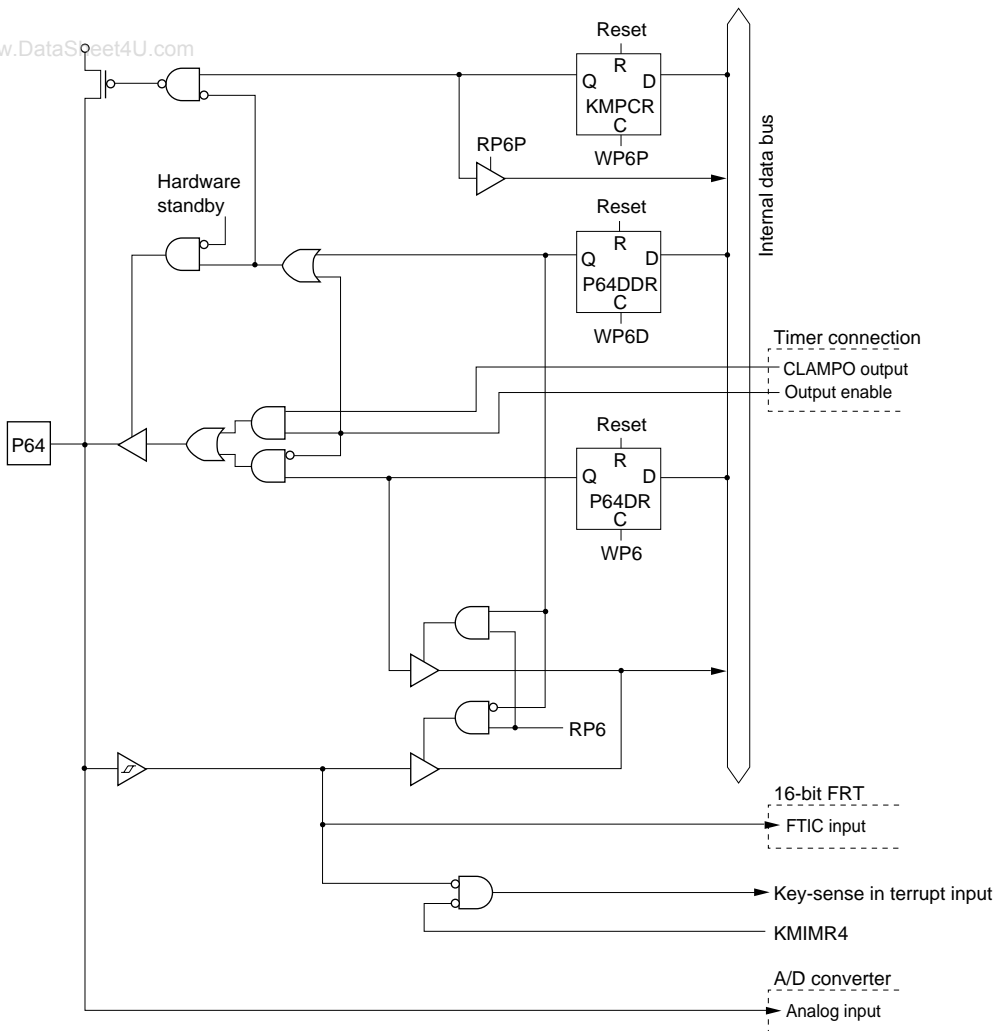 w.DataSheet4U.com
Reset
R
Q D
KMPCR
C
WP6P
RP6P
Hardware
standby
Internal data bus
Reset
R
Q D
P64DDR
C
WP6D
Timer connection
CLAMPO output
Output enable
P64
Reset
R
Q D
P64DR
C
WP6
RP6
16-bit FRT
FTIC input
Key-sense in terrupt input
KMIMR4
A/D converter
Analog input